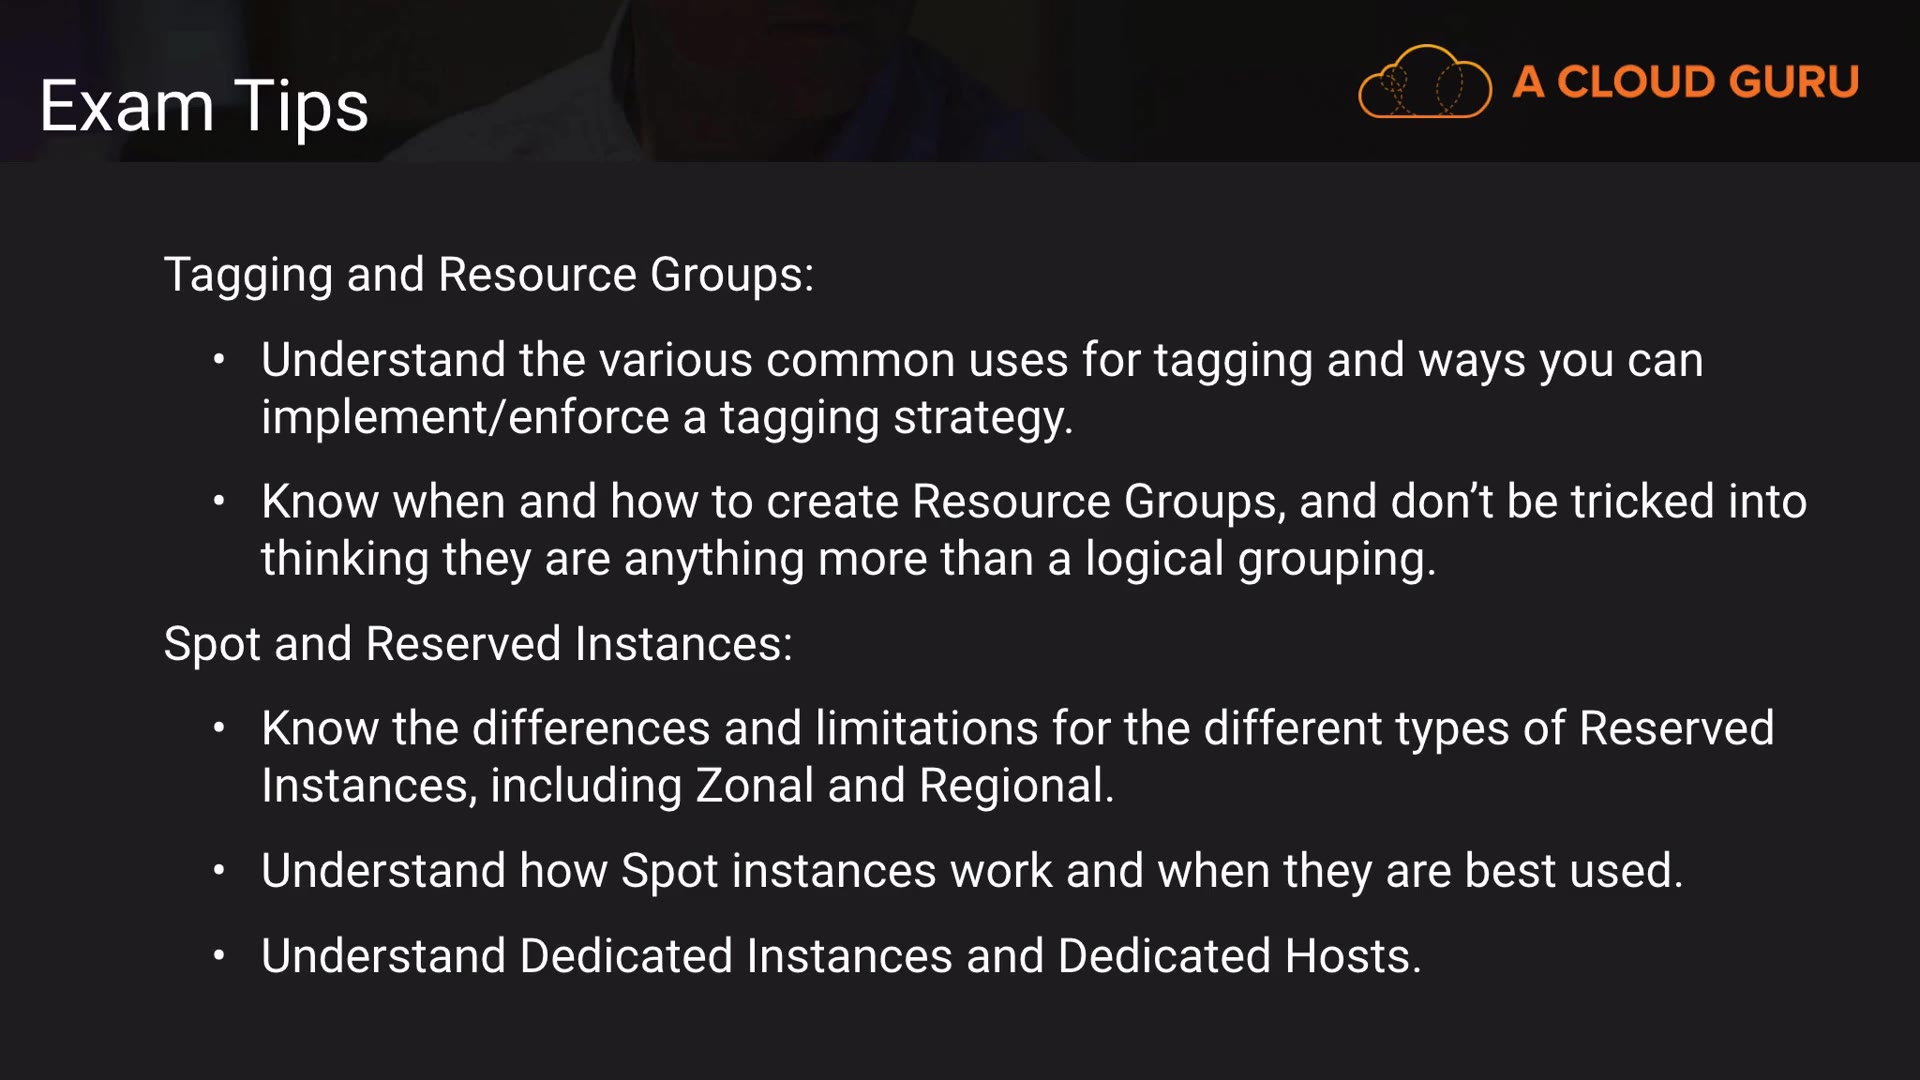 Exam Tips
A CLOUD GURU
Tagging and Resource Groups:
• Understand the various common uses for tagging and ways you can
implement/enforce a tagging strategy.
• Know when and how to create Resource Groups, and don’t be tricked into
thinking they are anything more than a logical grouping.
Spot and Reserved Instances:
• Know the differences and limitations for the different types of Reserved
Instances, including Zonal and Regional.
• Understand how Spot instances work and when they are best used.
• Understand Dedicated Instances and Dedicated Hosts.